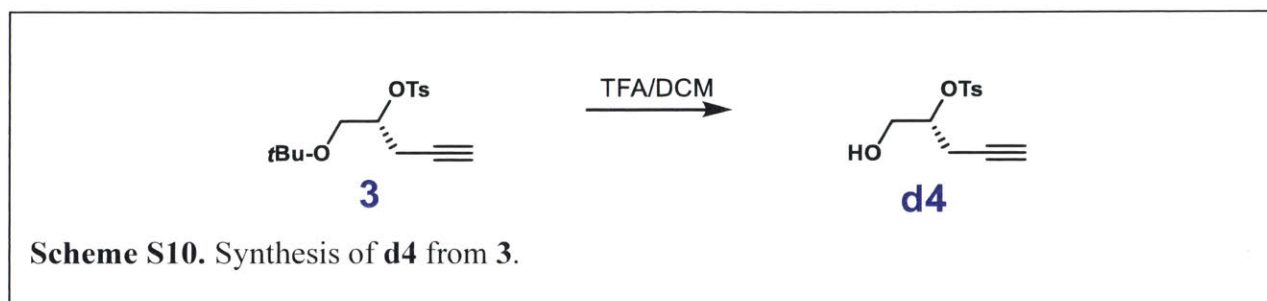 OTs
TFA/DCM
OTs
tBu-O
HO
3
d4
Scheme S10. Synthesis of d4 from 3.